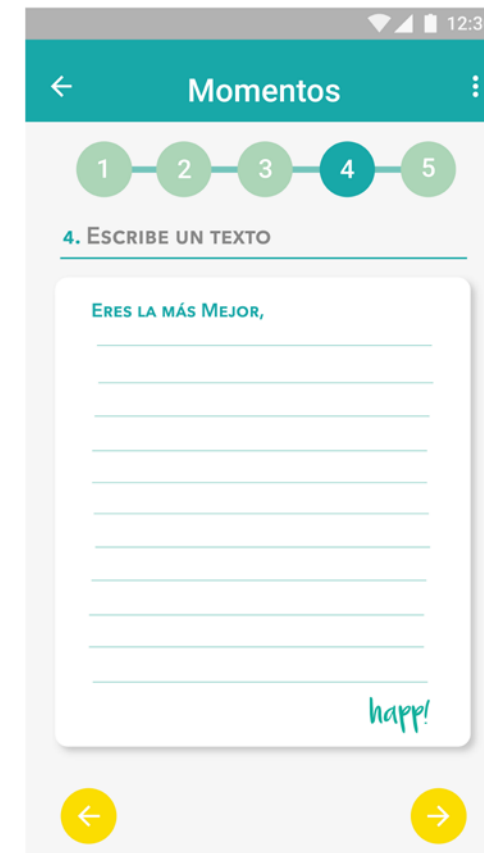 12:3
Momentos
1 2 3 4 5
4. ESCRIBE UN TEXTO
ERES LA MÁS MEJOR,
happ!